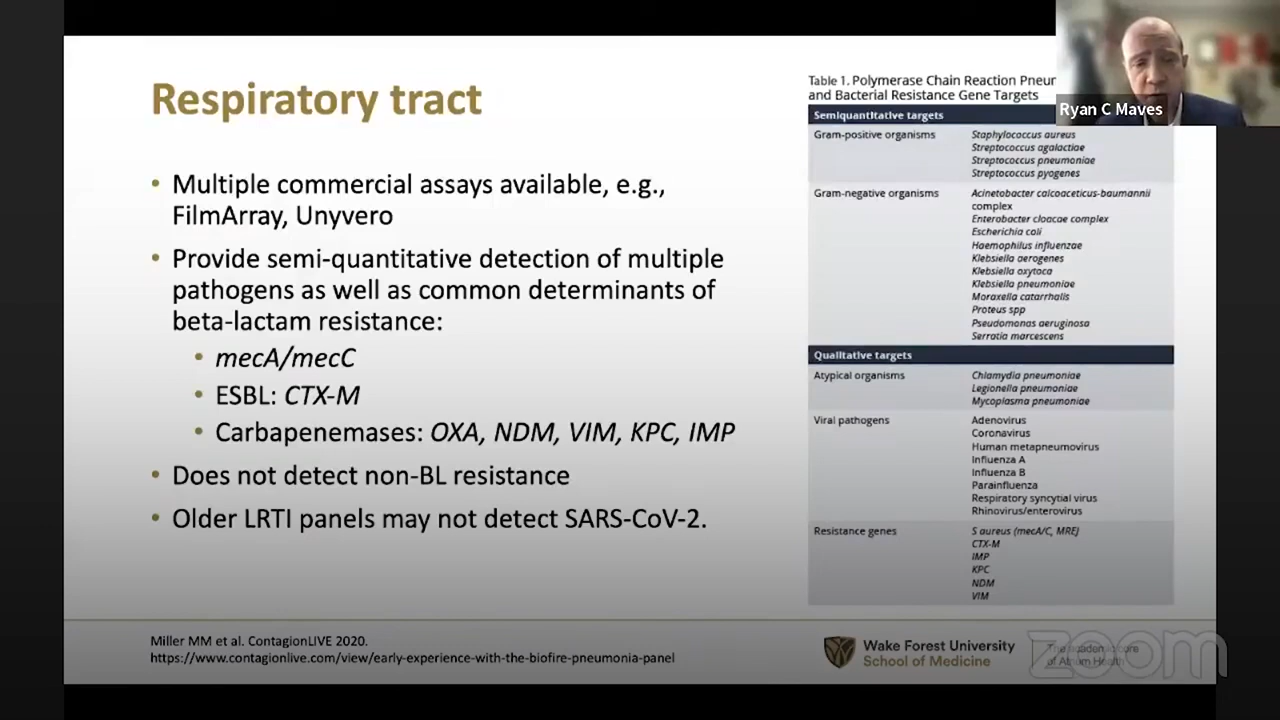 Respiratory tract
• Multiple commercial assays available, e.g.,
FilmArray, Unyvero
• Provide semi-quantitative detection of multiple
pathogens as well as common determinants of
beta-lactam resistance:
• mecA/mecC
• ESBL: CTX-M
• Carbapenemases: OXA, NDM, VIM, KPC, IMP
• Does not detect non-BL resistance
• Older LRTI panels may not detect SARS-CoV-2.
Table 1. Polymerase Chain Reaction
and Bacterial Resistance Gene Targets
Ryan C Maves
Semiquantitative targets
Gram-positive organisms
Staphylococcus aureus
Streptococcus agalactiae
Streptococcus pneumoniae
Streptococcus pyogenes
Gram-negative organisms
Acinetobacter calcoaceticus-baumannii
complex
Enterobacter cloacae complex
Escherichia coli
Haemophilus influenzae
Klebsiella aerogenes
Klebsiella oxytoca
Klebsiella pneumoniae
Moraxella catarrhalis
Proteus spp
Pseudomonas aeruginosa
Serratia marcescens
Qualitative targets
Atypical organisms
Chlamydia pneumoniae
Legionella pneumoniae
Mycoplasma pneumoniae
Viral pathogens
Adenovirus
Coronavirus
Human metapneumovirus
Influenza A
Influenza B
Parainfluenza
Respiratory syncytial virus
Rhinovirus/enterovirus
Resistance genes
S aureus (mecA/C, MREJ)
CTX-M
IMP
KPC
NDM
VIM
Miller MM et al. ContagionLIVE 2020.
https://www.contagionlive.com/view/early-experience-with-the-biofire-pneumonia-panel
Wake Forest University
School of Medicine
The academic core
of Atrium Health
zoom